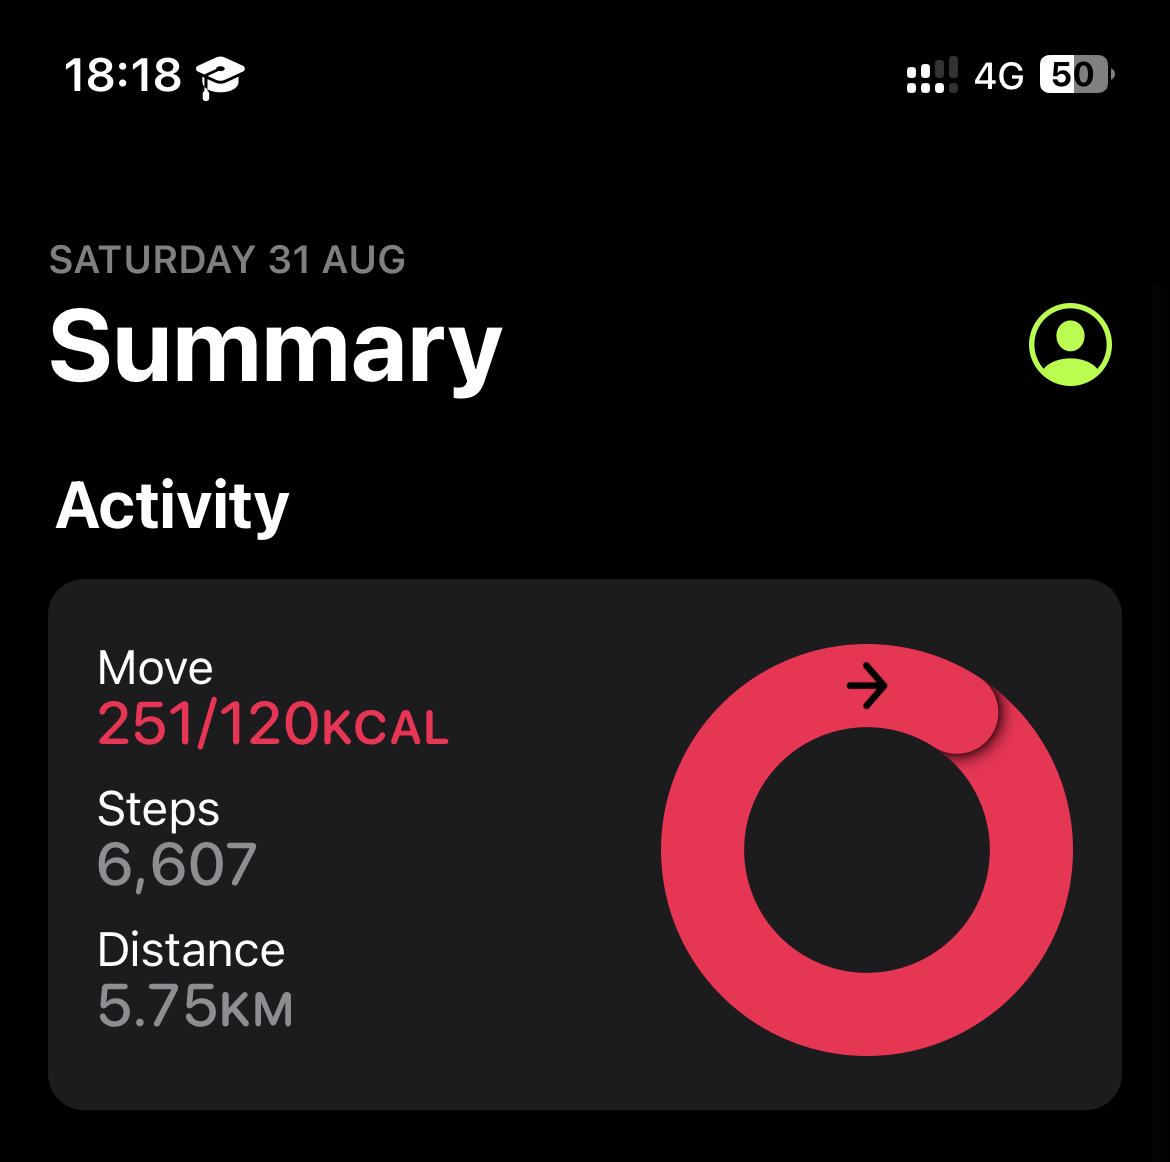 18:18 4G 50
SATURDAY 31 AUG
Summary
Activity
Move
251/120KCAL
Steps
6,607
Distance
5.75KM